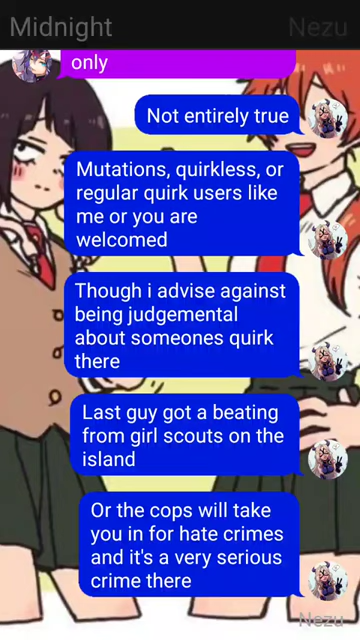 Midnight
Nezu
only
Not entirely true
Mutations, quirkless, or
regular quirk users like
me or you are
welcomed
Though i advise against
being judgemental
about someones quirk
there
Last guy got a beating
from girl scouts on the
island
Or the cops will take
you in for hate crimes
and it's a very serious
crime there
Nezu